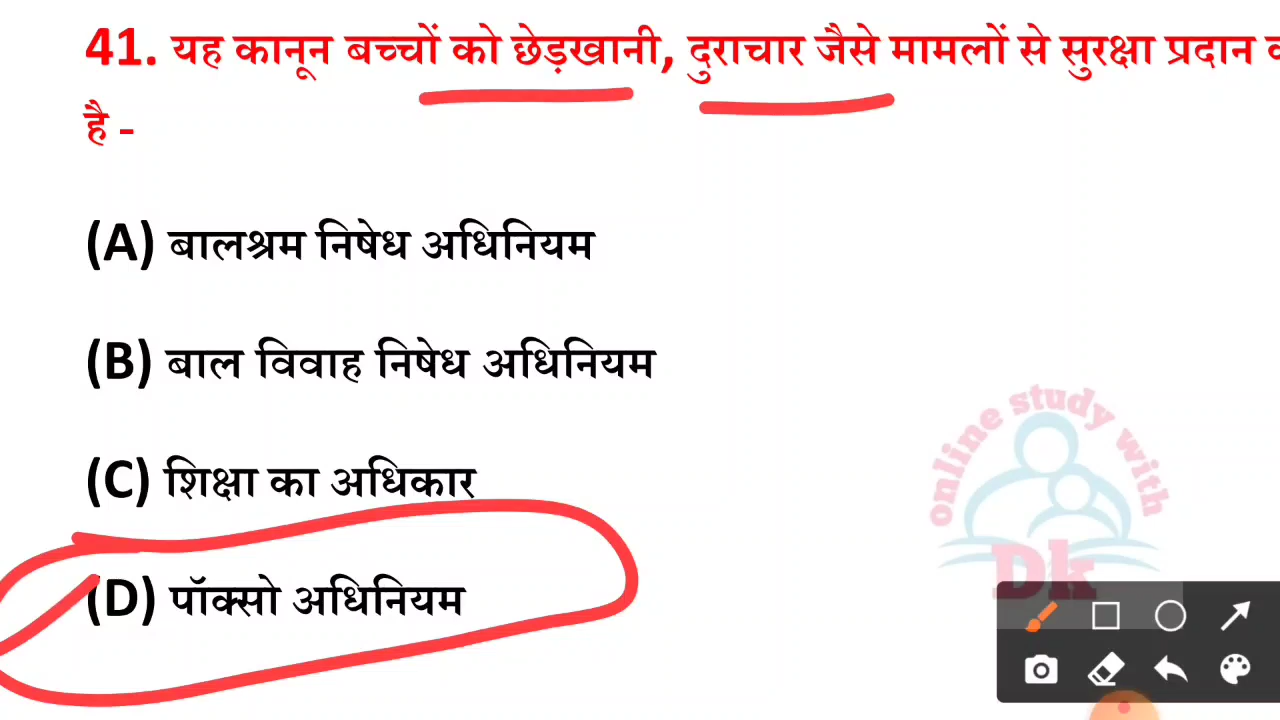 41. यह कानून बच्चों को छेड़खानी, दुराचार जैसे मामलों से सुरक्षा प्रदान
है -
(A) बालश्रम निषेध अधिनियम
(B) बाल विवाह निषेध अधिनियम
(C) शिक्षा का अधिकार
(D) पॉक्सो अधिनियम
online study with
Dk